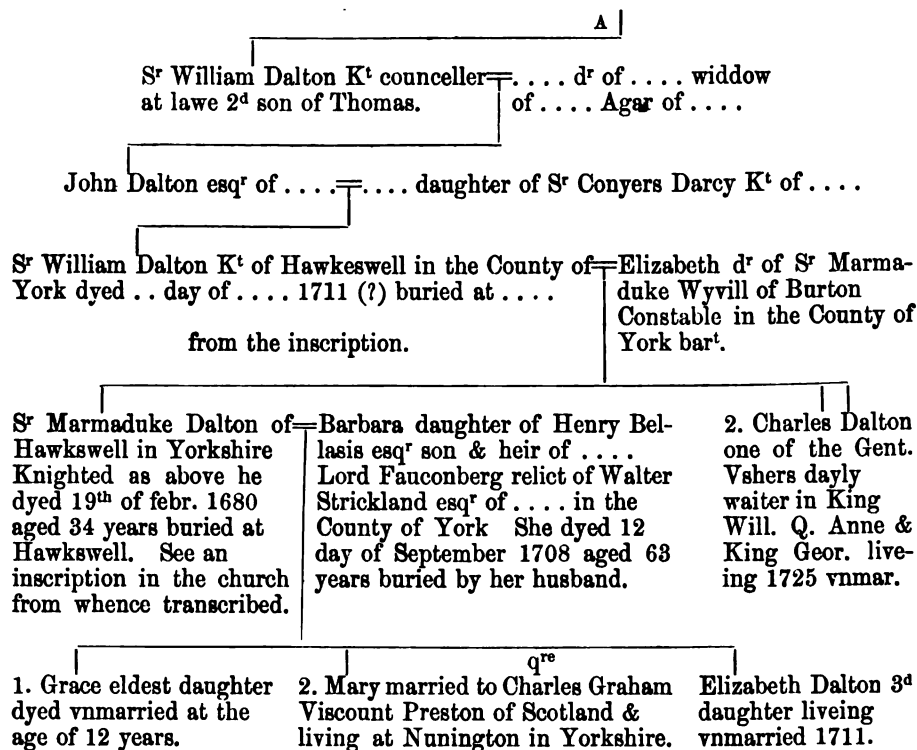 A
Sʳ William Dalton Kᵗ counceller=. . . . dʳ of . . . . widdow
at lawe 2ᵈ son of Thomas.
of . . . . Agar of . . . .
John Dalton esqʳ of . . . .=. . . . daughter of Sʳ Conyers Darcy Kᵗ of . . . .
Sʳ William Dalton Kᵗ of Hawkeswell in the County of=
York dyed . . day of . . . . 1711 (?) buried at . . . .
from the inscription.
Elizabeth dʳ of Sʳ Marma-
duke Wyvill of Burton
Constable in the County of
York barᵗ.
Sʳ Marmaduke Dalton of=
Hawkswell in Yorkshire
Knighted as above he
dyed 19ᵗʰ of febr. 1680
aged 34 years buried at
Hawkswell. See an
inscription in the church
from whence transcribed.
Barbara daughter of Henry Bel-
lasis esqʳ son & heir of . . . .
Lord Fauconberg relict of Walter
Strickland esqʳ of . . . . in the
County of York She dyed 12
day of September 1708 aged 63
years buried by her husband.
2. Charles Dalton
one of the Gent.
Vshers dayly
waiter in King
Will. Q. Anne &
King Geor. live-
ing 1725 vnmar.
1. Grace eldest daughter
dyed vnmarried at the
age of 12 years.
qʳᵉ
2. Mary married to Charles Graham
Viscount Preston of Scotland &
living at Nunington in Yorkshire.
Elizabeth Dalton 3ᵈ
daughter liveing
vnmarried 1711.